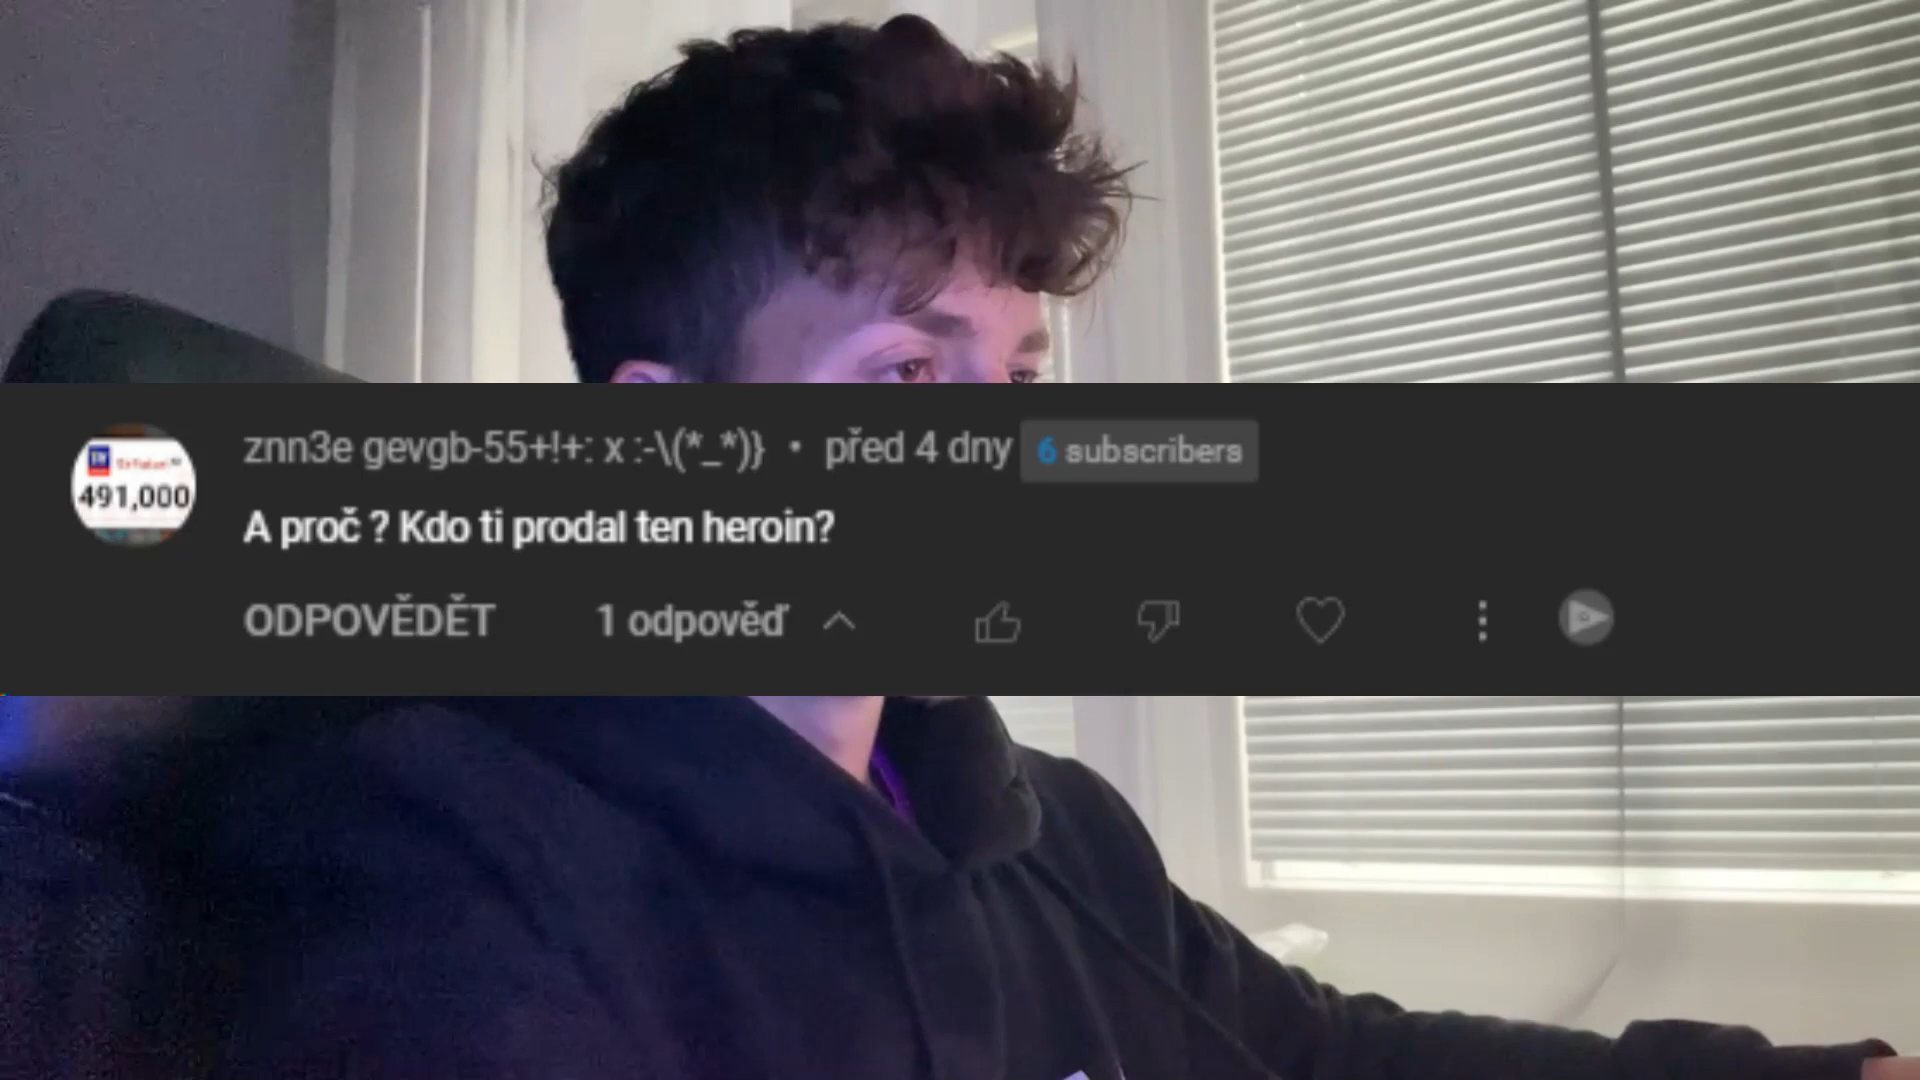 znn3e gevgb-55+!+: x :-\(*_*)} • před 4 dny 6 subscribers
491,000
A proč ? Kdo ti prodal ten heroin?
ODPOVĚDĚT 1 odpověď